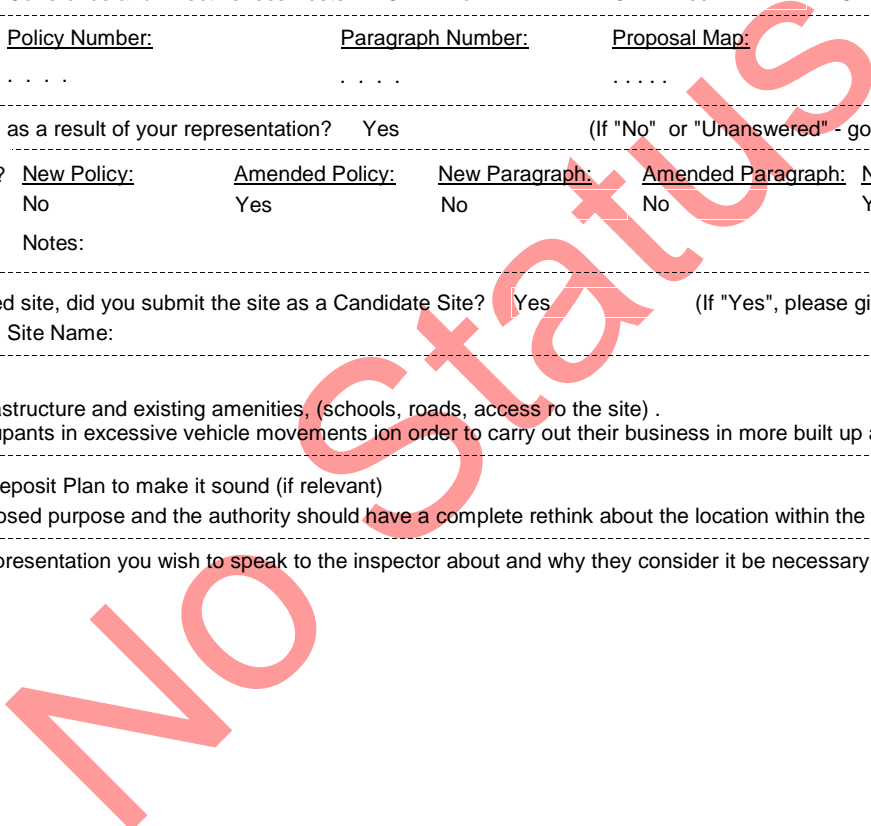 Policy Number: Paragraph Number: Proposal Map:
. . . . . . . . . . . . .
as a result of your representation? Yes (If "No" or "Unanswered" - go
? New Policy: Amended Policy: New Paragraph: Amended Paragraph: N
No Yes No No Y
Notes:
ed site, did you submit the site as a Candidate Site? Yes (If "Yes", please gi
Site Name:
astructure and existing amenities, (schools, roads, access ro the site) .
upants in excessive vehicle movements ion order to carry out their business in more built up a
eposit Plan to make it sound (if relevant)
osed purpose and the authority should have a complete rethink about the location within the
presentation you wish to speak to the inspector about and why they consider it be necessary
No Status